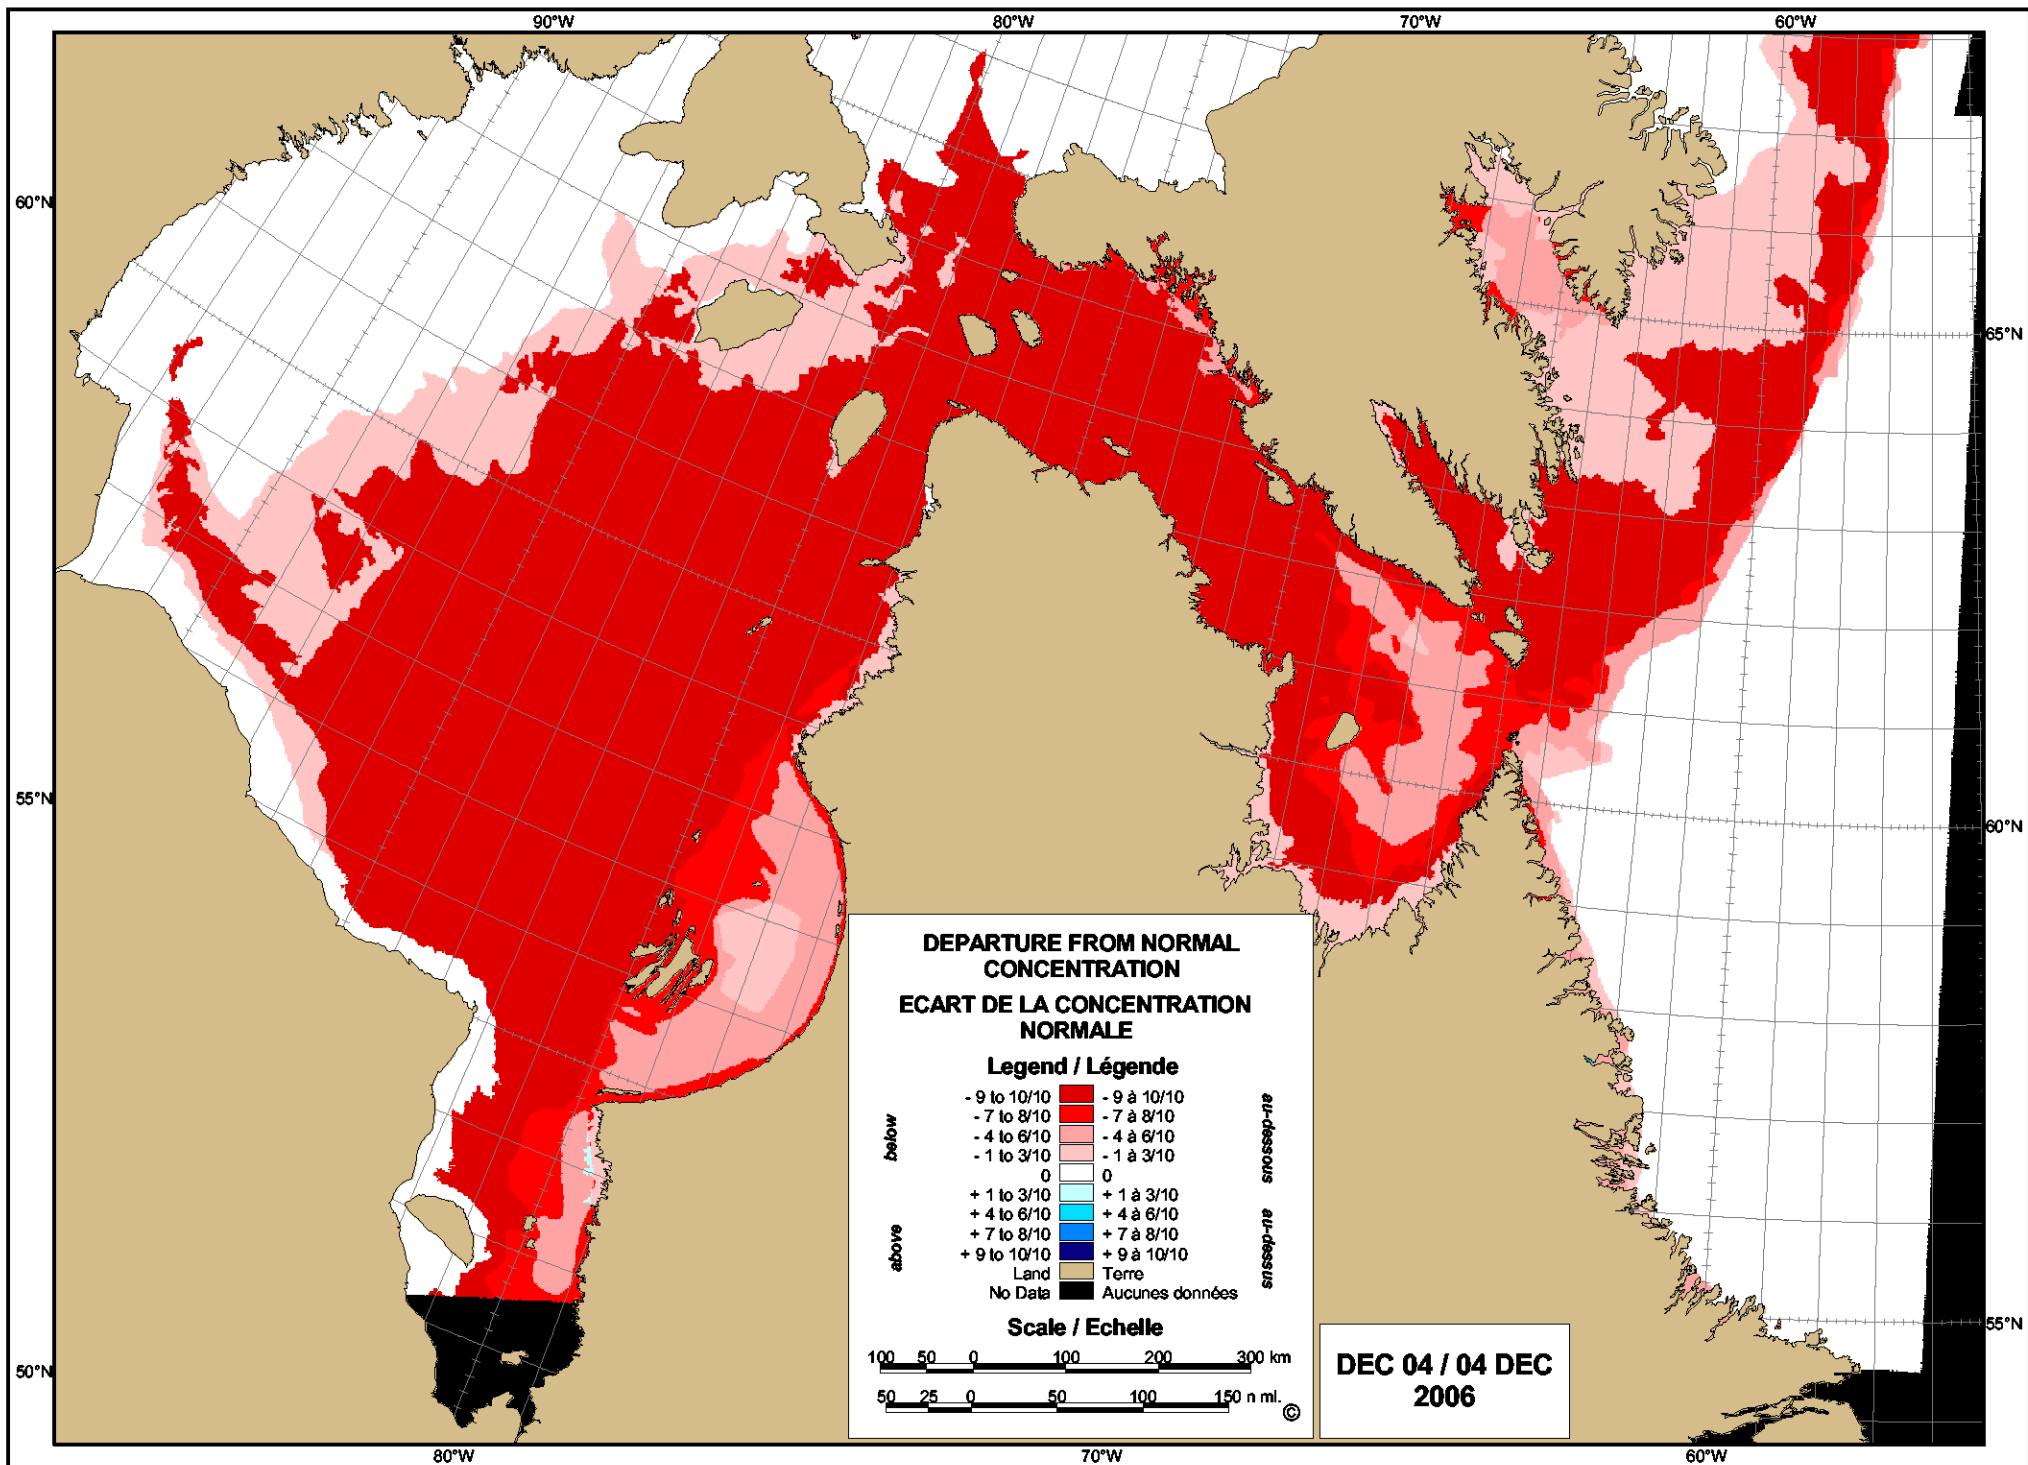 90°W 80°W 70°W 60°W
60°N
65°N
55°N
60°N
50°N
55°N
80°W 70°W 60°W
DEPARTURE FROM NORMAL
CONCENTRATION
ECART DE LA CONCENTRATION
NORMALE
Legend / Légende
below
above
- 9 to 10/10 - 9 à 10/10
- 7 to 8/10 - 7 à 8/10
- 4 to 6/10 - 4 à 6/10
- 1 to 3/10 - 1 à 3/10
0 0
+ 1 to 3/10 + 1 à 3/10
+ 4 to 6/10 + 4 à 6/10
+ 7 to 8/10 + 7 à 8/10
+ 9 to 10/10 + 9 à 10/10
Land Terre
No Data Aucunes données
au-dessous
au-dessus
Scale / Echelle
100 50 0 100 200 300 km
50 25 0 50 100 150 n mi.
©
DEC 04 / 04 DEC
2006